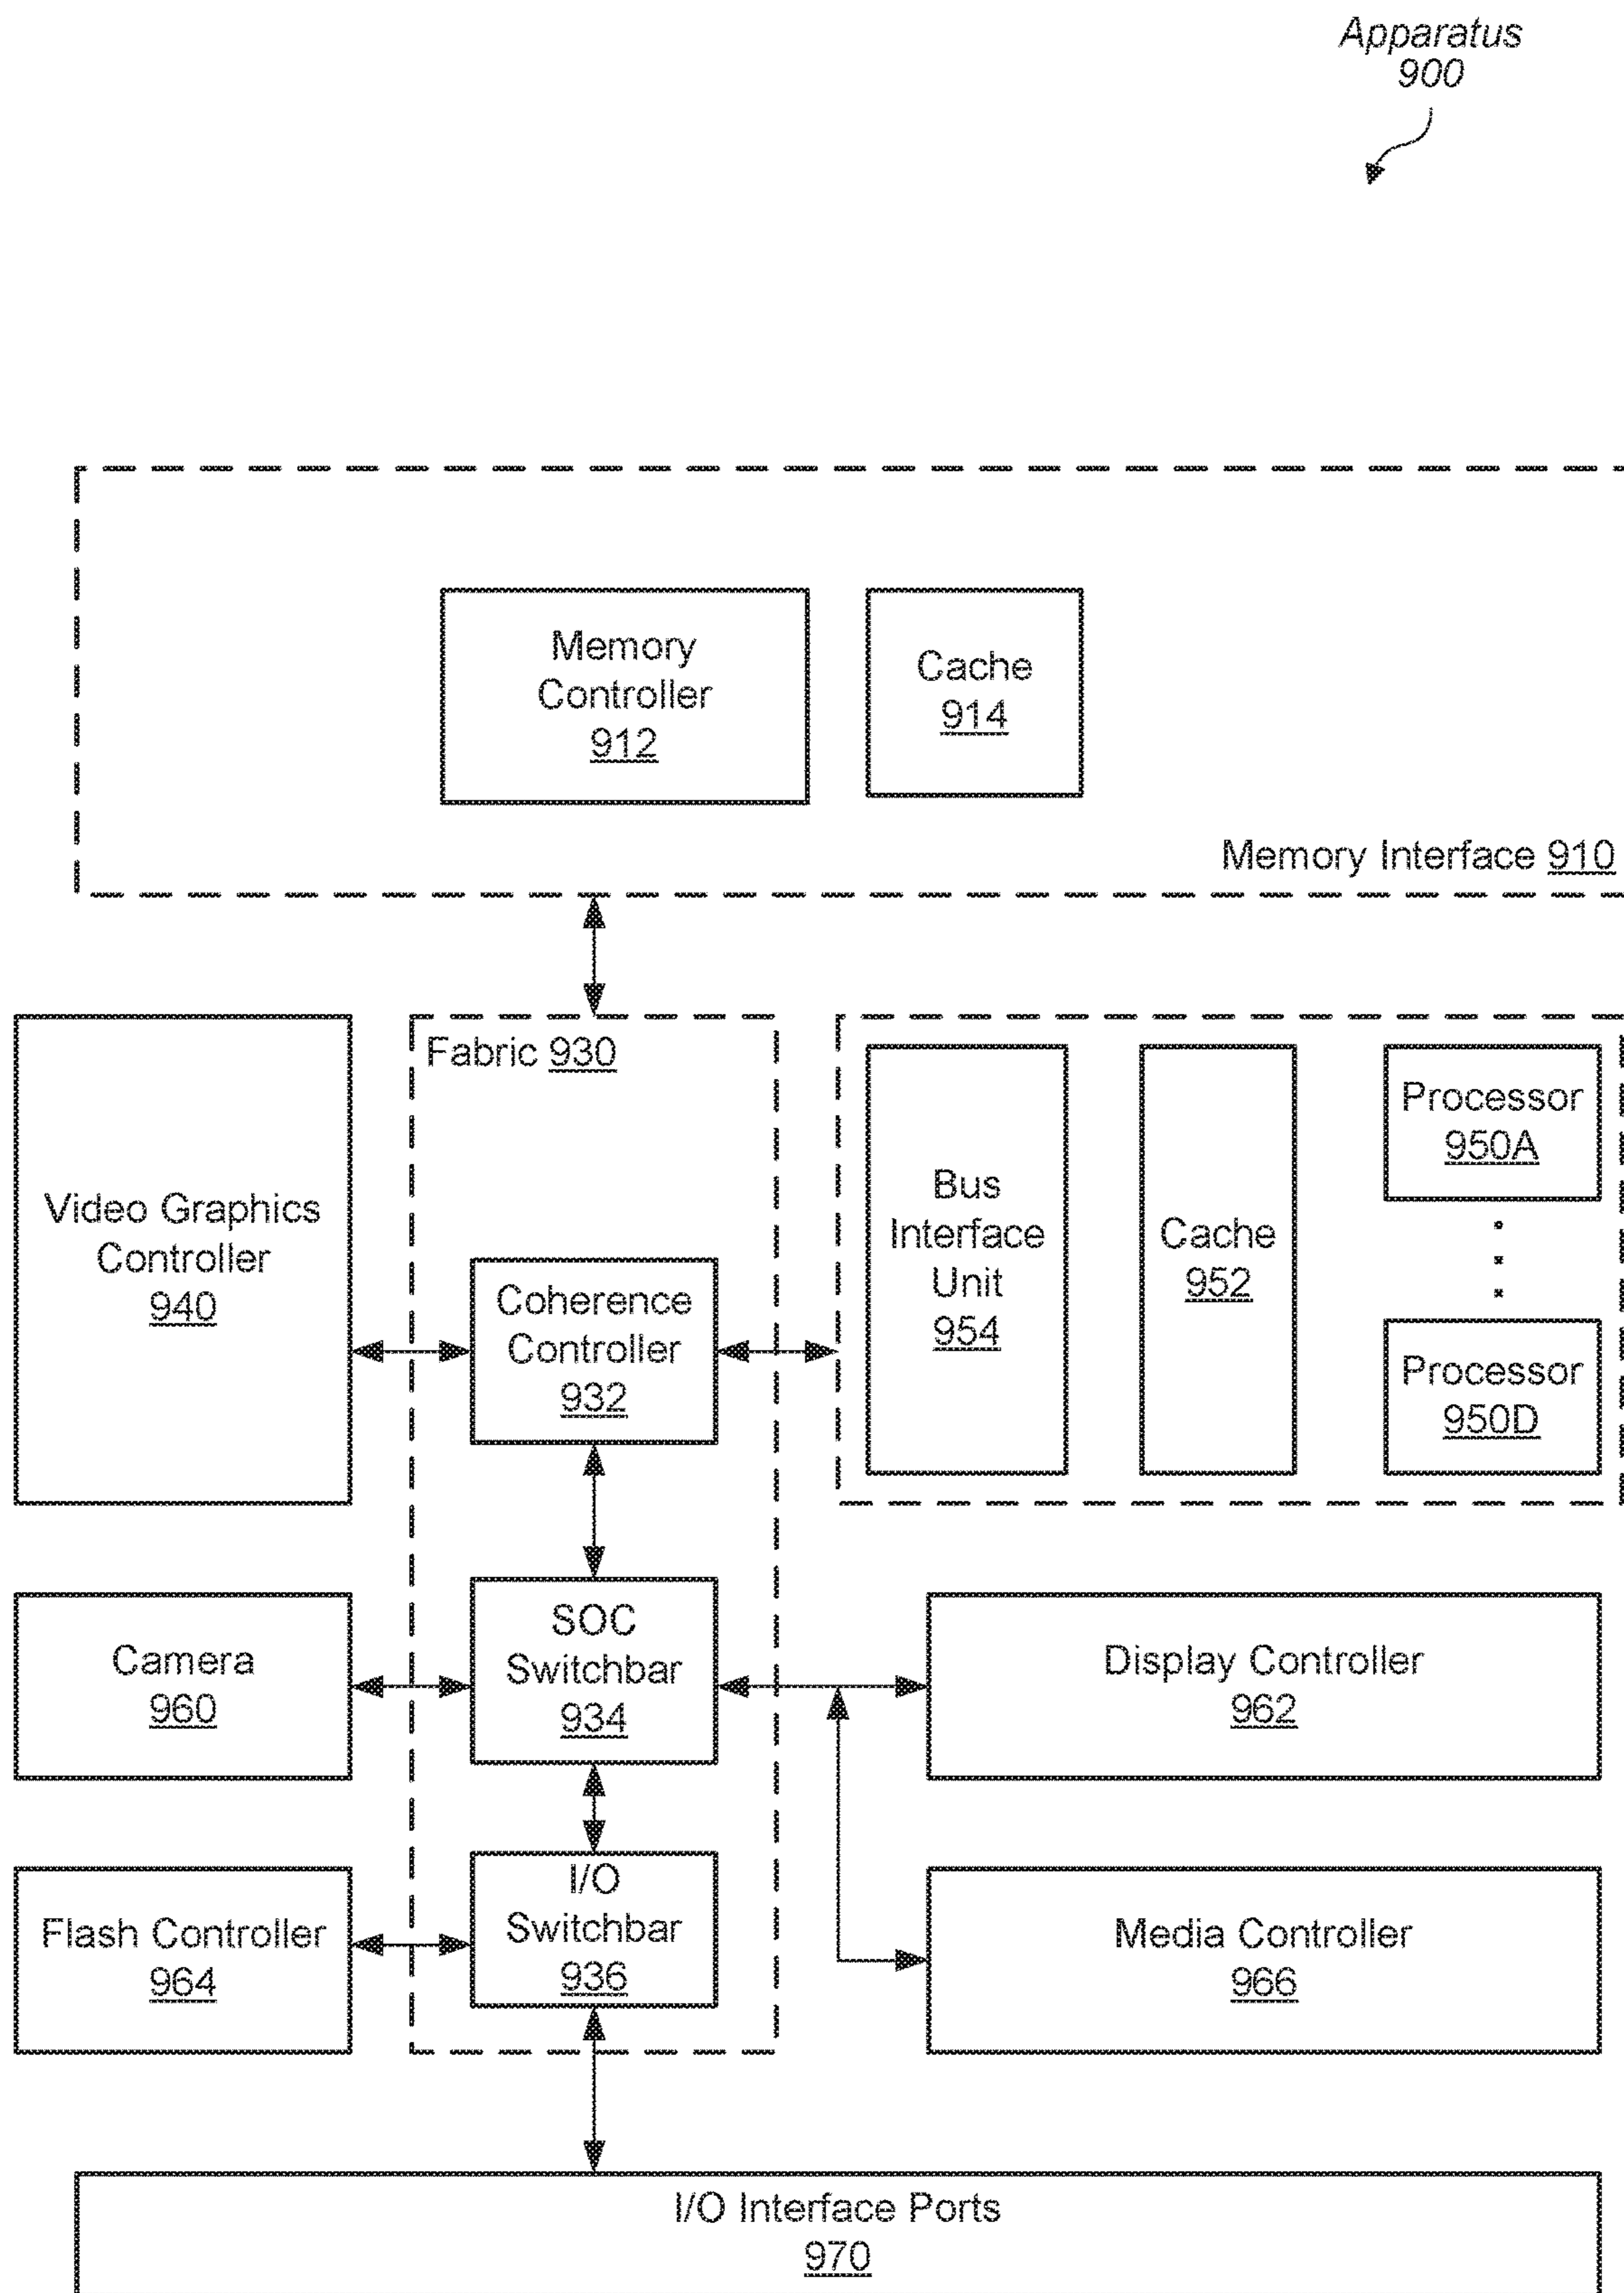 Apparatus
900
Memory
Controller
912
Cache
914
Memory Interface 910
Fabric 930
Video Graphics
Controller
940
Coherence
Controller
932
Bus
Interface
Unit
954
Cache
952
Processor
950A
Processor
950D
Camera
960
SOC
Switchbar
934
Display Controller
962
Flash Controller
964
I/O
Switchbar
936
Media Controller
966
I/O Interface Ports
970